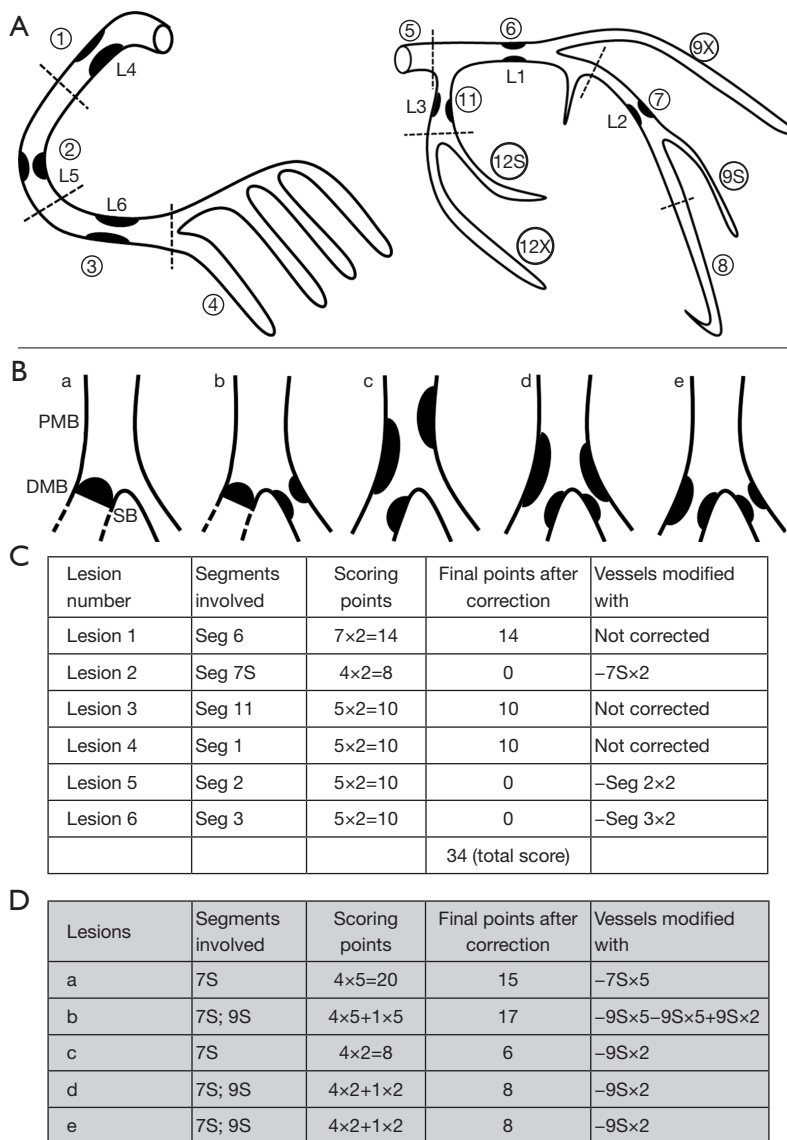 A
① L4
② L5
L6
③ ④
⑤ ⑥ 9X
L3 ⑪ L1
L2 ⑦
12S 9S
12X ⑧
B
a b c d e
PMB
DMB
SB
C
Lesion number | Segments involved | Scoring points | Final points after correction | Vessels modified with
Lesion 1 | Seg 6 | 7×2=14 | 14 | Not corrected
Lesion 2 | Seg 7S | 4×2=8 | 0 | –7S×2
Lesion 3 | Seg 11 | 5×2=10 | 10 | Not corrected
Lesion 4 | Seg 1 | 5×2=10 | 10 | Not corrected
Lesion 5 | Seg 2 | 5×2=10 | 0 | –Seg 2×2
Lesion 6 | Seg 3 | 5×2=10 | 0 | –Seg 3×2
34 (total score)
D
Lesions | Segments involved | Scoring points | Final points after correction | Vessels modified with
a | 7S | 4×5=20 | 15 | –7S×5
b | 7S; 9S | 4×5+1×5 | 17 | –9S×5–9S×5+9S×2
c | 7S | 4×2=8 | 6 | –9S×2
d | 7S; 9S | 4×2+1×2 | 8 | –9S×2
e | 7S; 9S | 4×2+1×2 | 8 | –9S×2